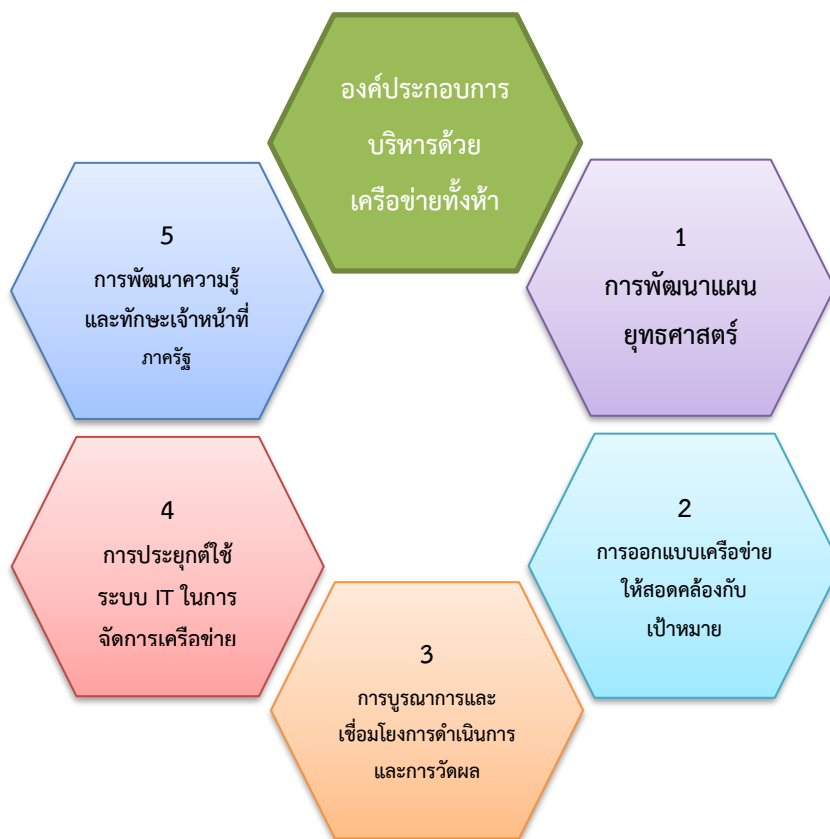 องค์ประกอบการ
บริหารด้วย
เครือข่ายทั้งห้า
1
การพัฒนาแผน
ยุทธศาสตร์
2
การออกแบบเครือข่าย
ให้สอดคล้องกับ
เป้าหมาย
3
การบูรณาการและ
เชื่อมโยงการดำเนินการ
และการวัดผล
4
การประยุกต์ใช้
ระบบ IT ในการ
จัดการเครือข่าย
5
การพัฒนาความรู้
และทักษะเจ้าหน้าที่
ภาครัฐ